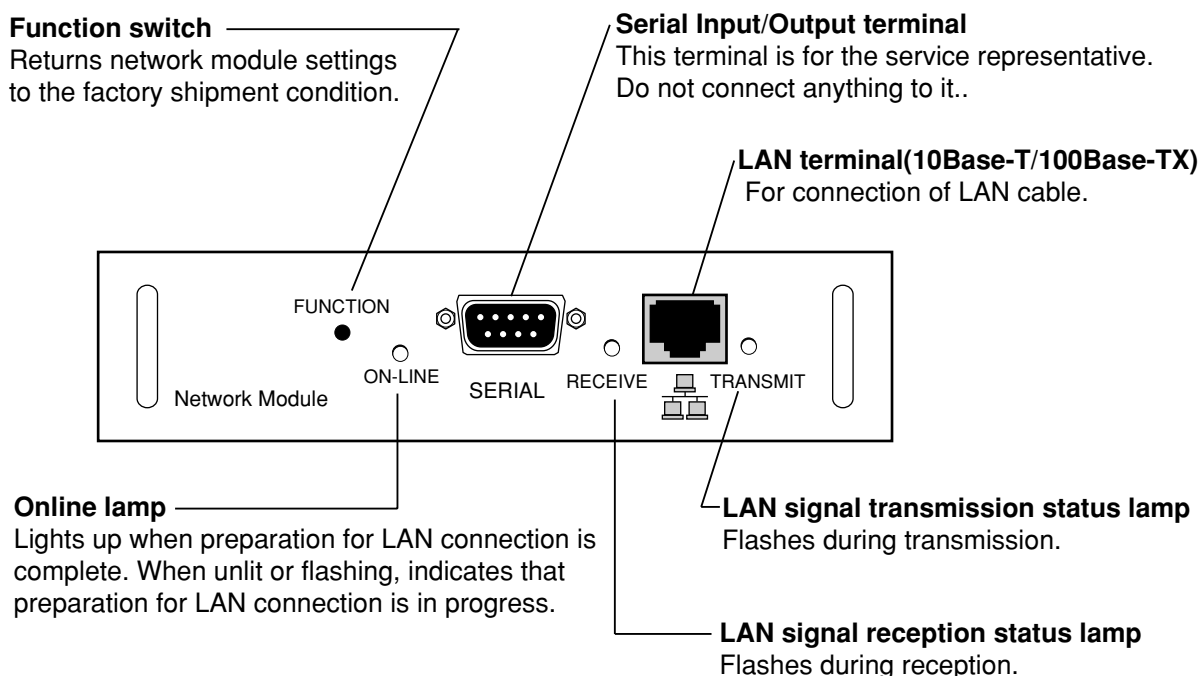 Function switch
Returns network module settings
to the factory shipment condition.
Serial Input/Output terminal
This terminal is for the service representative.
Do not connect anything to it..
LAN terminal(10Base-T/100Base-TX)
For connection of LAN cable.
FUNCTION
ON-LINE
SERIAL
RECEIVE
TRANSMIT
Network Module
Online lamp
Lights up when preparation for LAN connection is
complete. When unlit or flashing, indicates that
preparation for LAN connection is in progress.
LAN signal transmission status lamp
Flashes during transmission.
LAN signal reception status lamp
Flashes during reception.